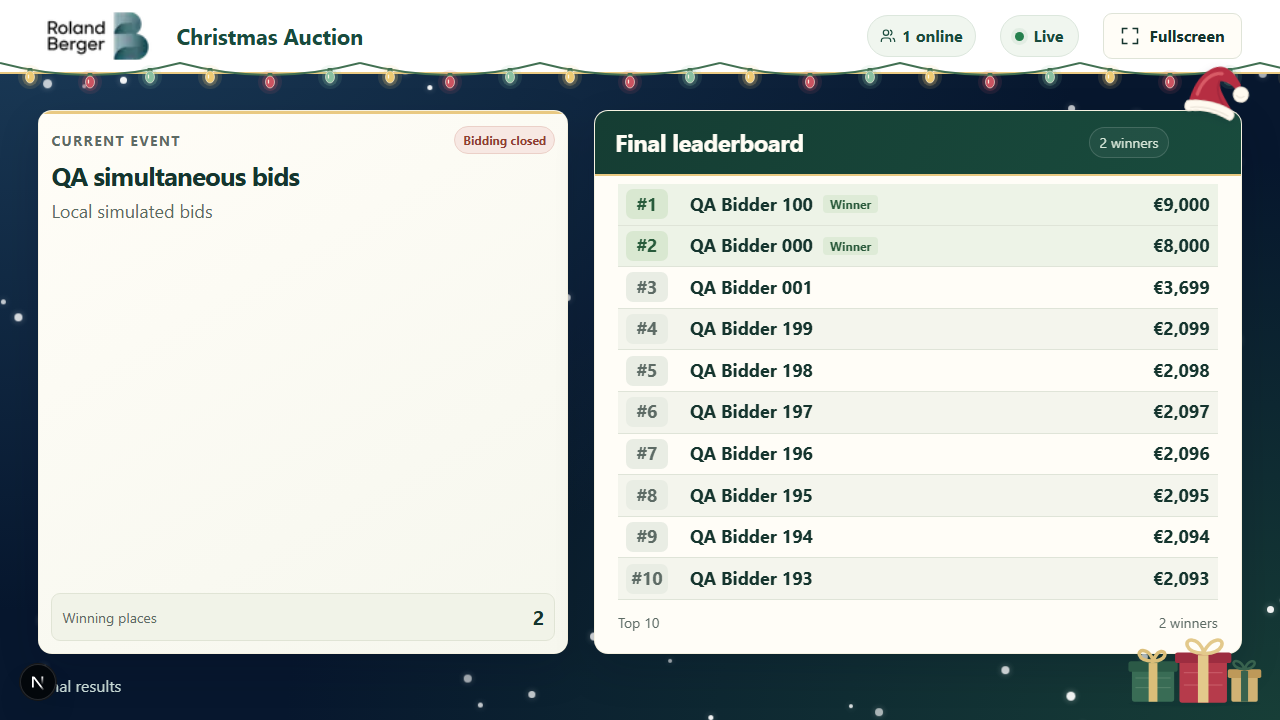 Roland
Berger
Christmas Auction
1 online
Live
Fullscreen
CURRENT EVENT
Bidding closed
QA simultaneous bids
Local simulated bids
Winning places
2
Final leaderboard
2 winners
#1 QA Bidder 100 Winner €9,000
#2 QA Bidder 000 Winner €8,000
#3 QA Bidder 001 €3,699
#4 QA Bidder 199 €2,099
#5 QA Bidder 198 €2,098
#6 QA Bidder 197 €2,097
#7 QA Bidder 196 €2,096
#8 QA Bidder 195 €2,095
#9 QA Bidder 194 €2,094
#10 QA Bidder 193 €2,093
Top 10
2 winners
N
results